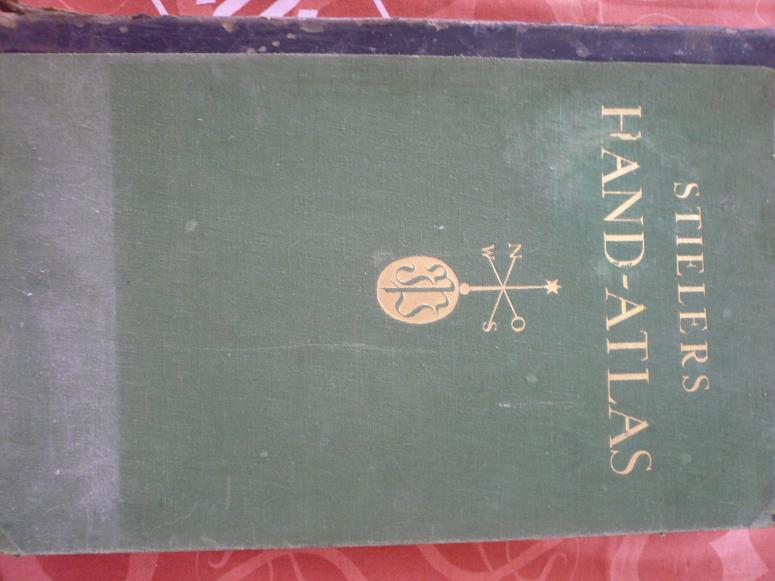 STIELERS
HAND-ATLAS
N O
W S